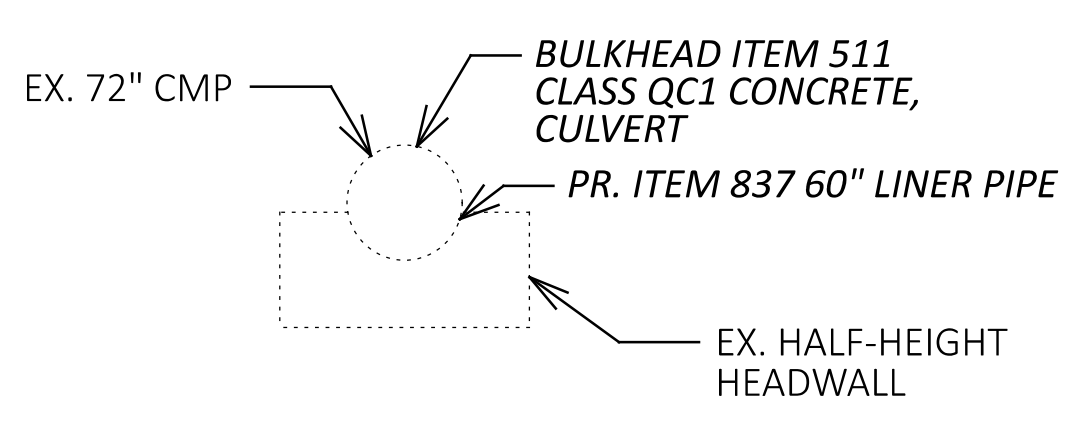 BULKHEAD ITEM 511
CLASS QC1 CONCRETE,
CULVERT
EX. 72" CMP
PR. ITEM 837 60" LINER PIPE
EX. HALF-HEIGHT
HEADWALL